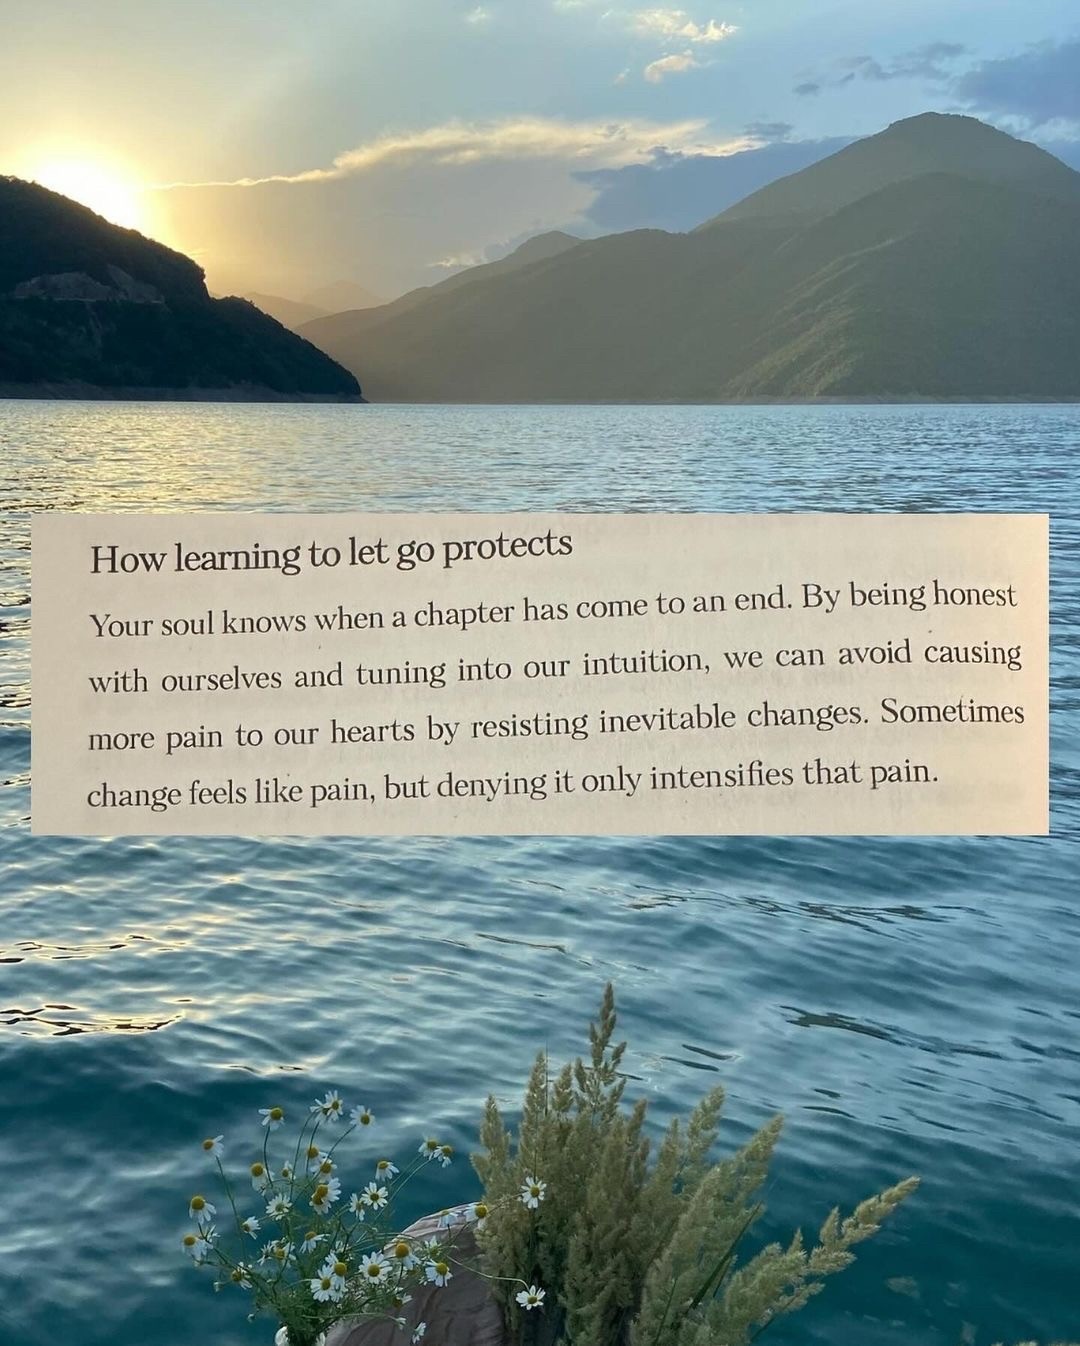 How learning to let go protects
Your soul knows when a chapter has come to an end. By being honest
with ourselves and tuning into our intuition, we can avoid causing
more pain to our hearts by resisting inevitable changes. Sometimes
change feels like pain, but denying it only intensifies that pain.